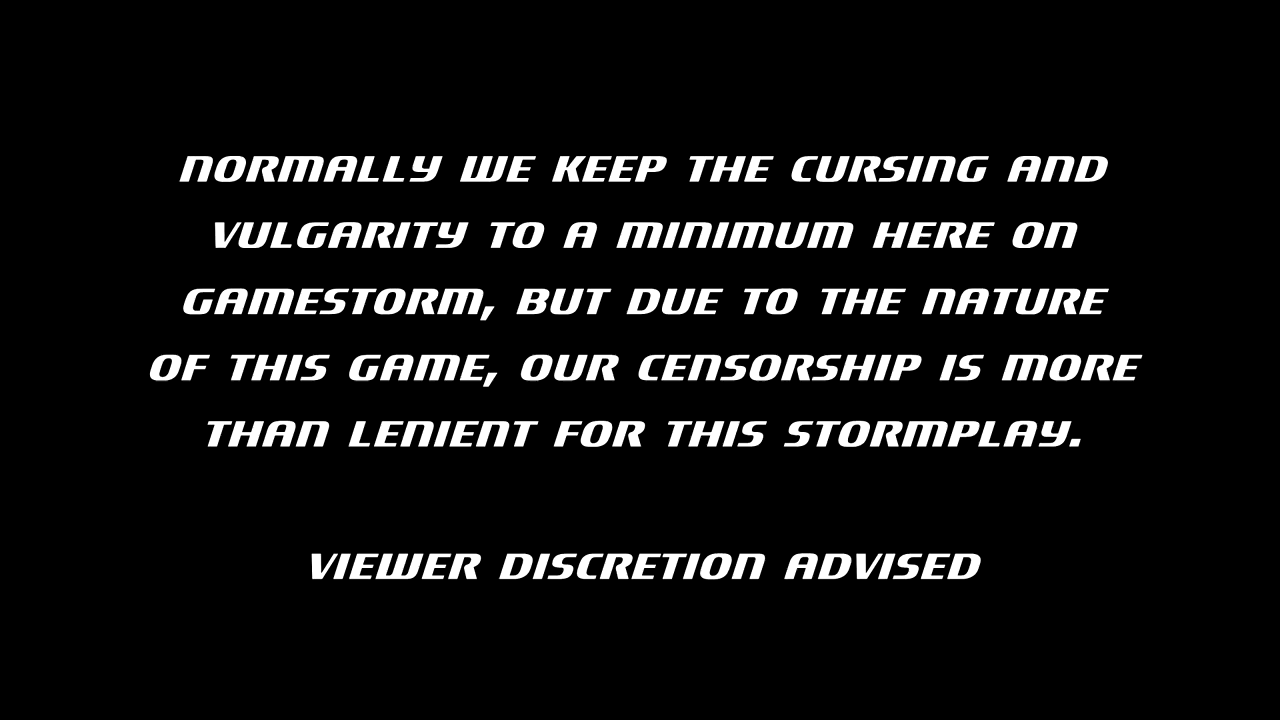 NORMALLY WE KEEP THE CURSING AND
VULGARITY TO A MINIMUM HERE ON
GAMESTORM, BUT DUE TO THE NATURE
OF THIS GAME, OUR CENSORSHIP IS MORE
THAN LENIENT FOR THIS STORMPLAY.
VIEWER DISCRETION ADVISED